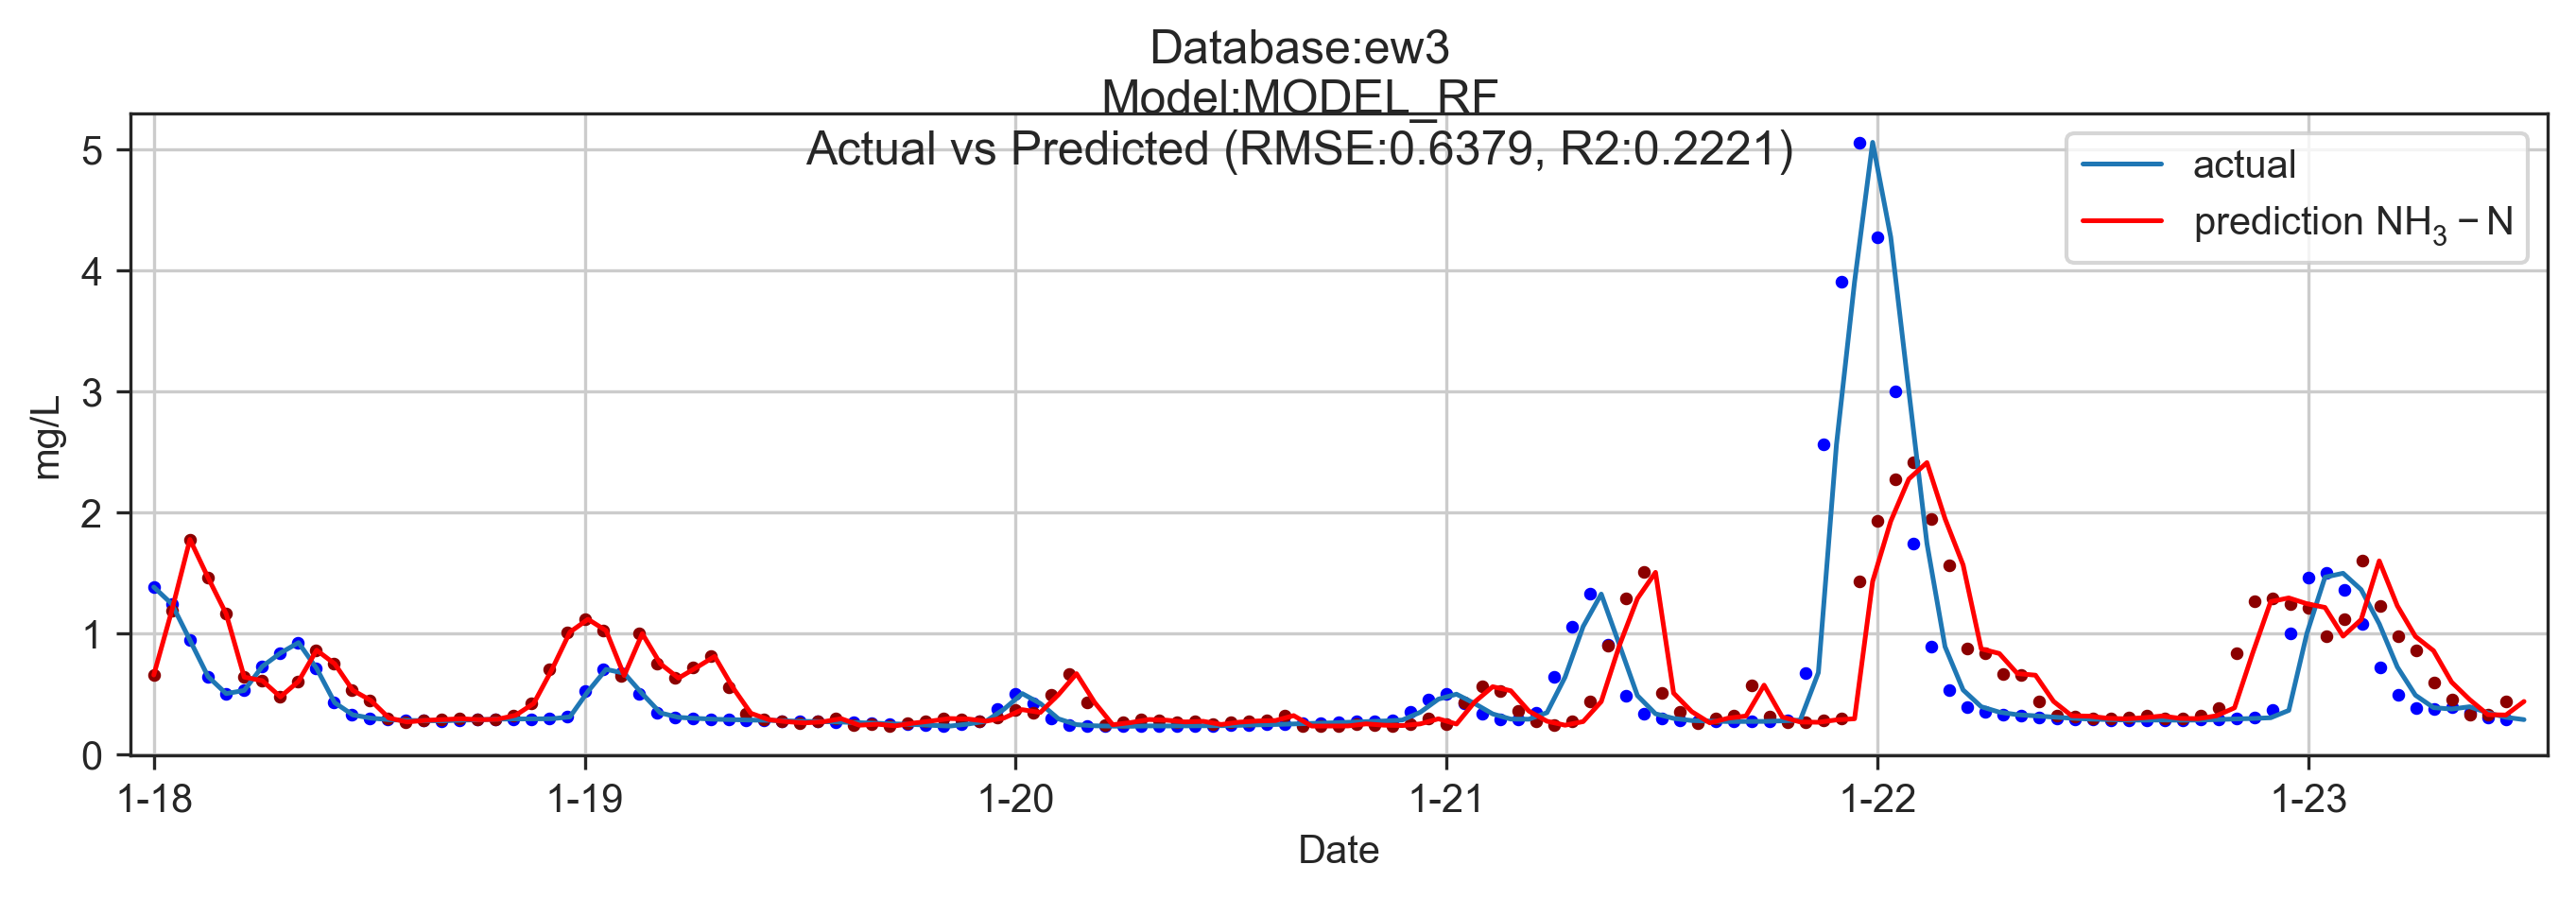 Database:ew3
Model:MODEL_RF
Actual vs Predicted (RMSE:0.6379, R2:0.2221)
actual
prediction NH₃ − N
5
4
3
2
1
0
mg/L
1-18 1-19 1-20 1-21 1-22 1-23
Date